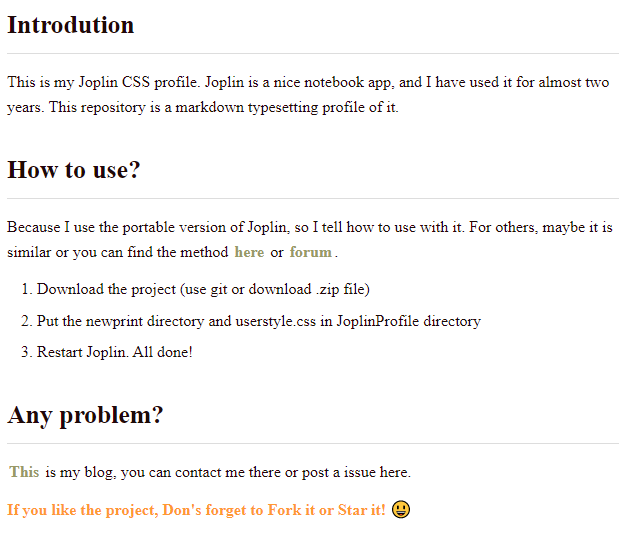 Introdution
This is my Joplin CSS profile. Joplin is a nice notebook app, and I have used it for almost two
years. This repository is a markdown typesetting profile of it.
How to use?
Because I use the portable version of Joplin, so I tell how to use with it. For others, maybe it is
similar or you can find the method here or forum.
1. Download the project (use git or download .zip file)
2. Put the newprint directory and userstyle.css in JoplinProfile directory
3. Restart Joplin. All done!
Any problem?
This is my blog, you can contact me there or post a issue here.
If you like the project, Don's forget to Fork it or Star it! 😃